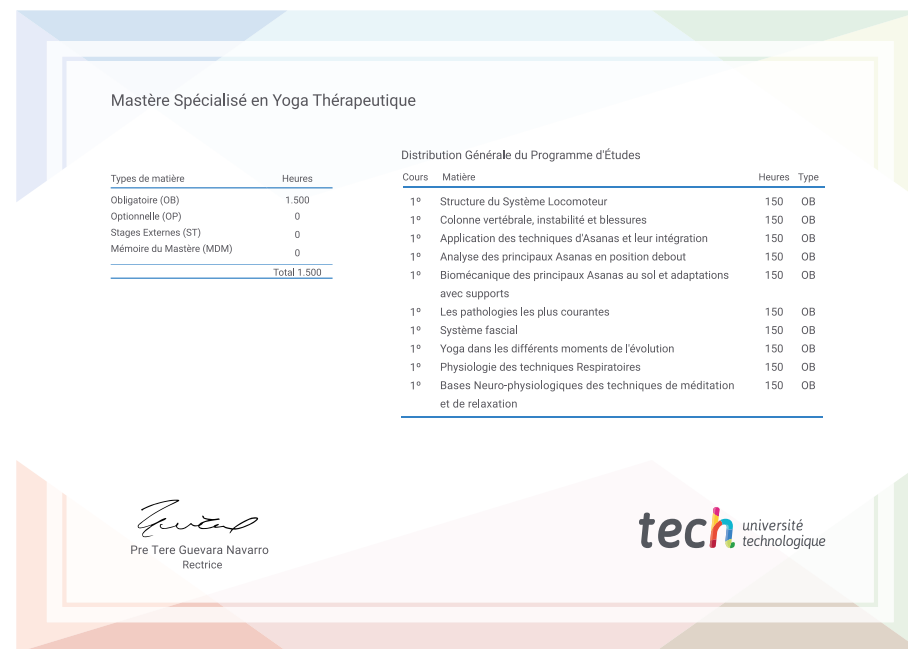 Mastère Spécialisé en Yoga Thérapeutique
Types de matière Heures
Obligatoire (OB) 1.500
Optionnelle (OP) 0
Stages Externes (ST) 0
Mémoire du Mastère (MDM) 0
Total 1.500
Distribution Générale du Programme d'Études
Cours Matière Heures Type
1º Structure du Système Locomoteur 150 OB
1º Colonne vertébrale, instabilité et blessures 150 OB
1º Application des techniques d'Asanas et leur intégration 150 OB
1º Analyse des principaux Asanas en position debout 150 OB
1º Biomécanique des principaux Asanas au sol et adaptations 150 OB
avec supports
1º Les pathologies les plus courantes 150 OB
1º Système fascial 150 OB
1º Yoga dans les différents moments de l'évolution 150 OB
1º Physiologie des techniques Respiratoires 150 OB
1º Bases Neuro-physiologiques des techniques de méditation 150 OB
et de relaxation
Pre Tere Guevara Navarro
Rectrice
tech université
technologique